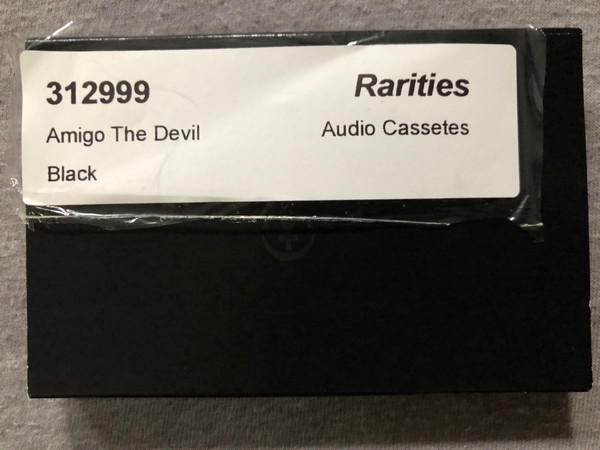 312999 Rarities
Amigo The Devil Audio Cassetes
Black